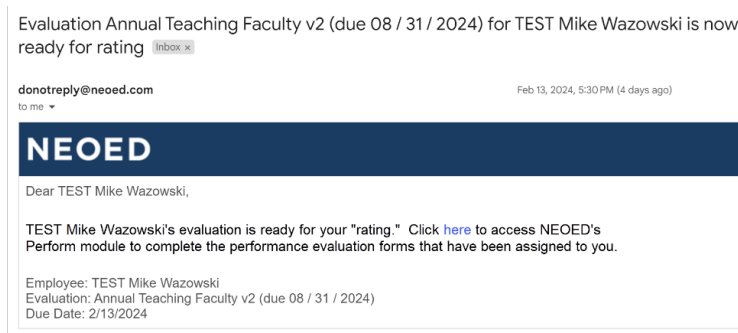 Evaluation Annual Teaching Faculty v2 (due 08 / 31 / 2024) for TEST Mike Wazowski is now
ready for rating Inbox ×
donotreply@neoed.com Feb 13, 2024, 5:30 PM (4 days ago)
to me
NEOED
Dear TEST Mike Wazowski,
TEST Mike Wazowski's evaluation is ready for your "rating." Click here to access NEOED's
Perform module to complete the performance evaluation forms that have been assigned to you.
Employee: TEST Mike Wazowski
Evaluation: Annual Teaching Faculty v2 (due 08 / 31 / 2024)
Due Date: 2/13/2024